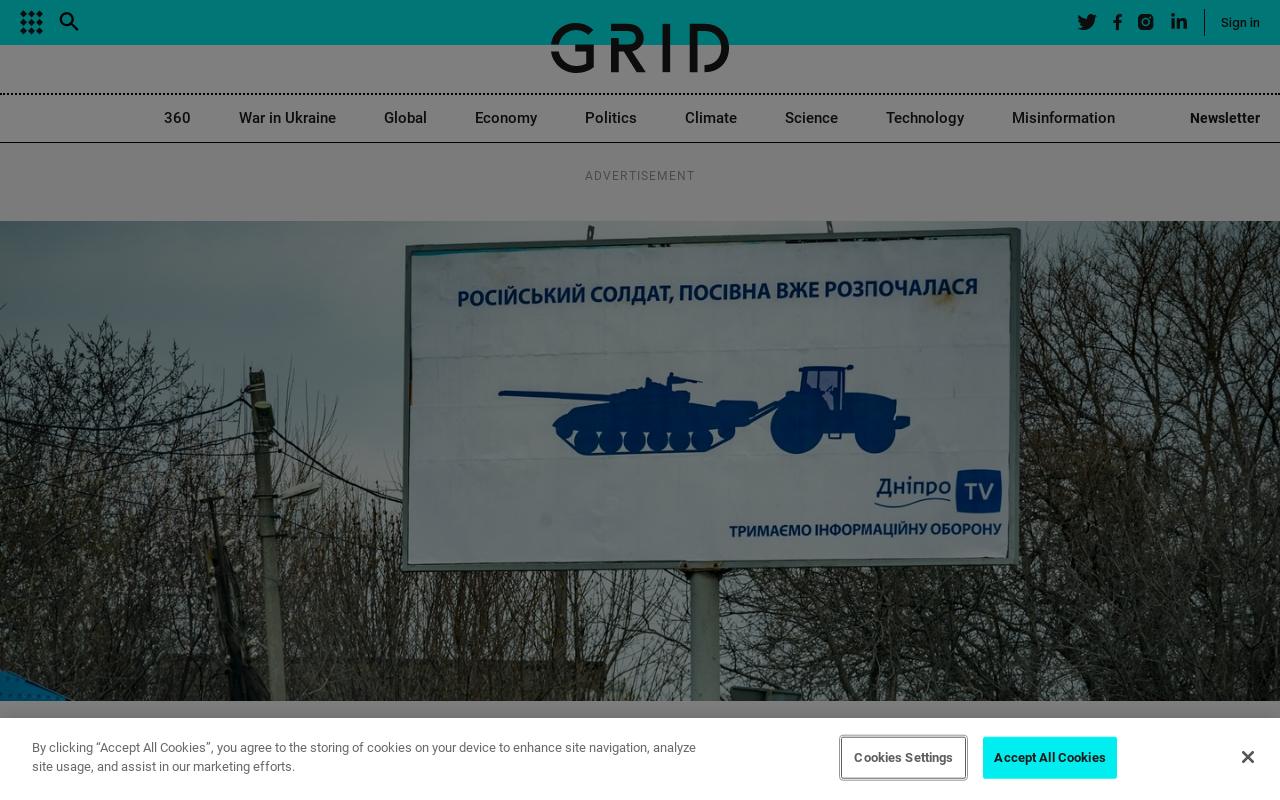 Sign in
GRID
360
War in Ukraine
Global
Economy
Politics
Climate
Science
Technology
Misinformation
Newsletter
ADVERTISEMENT
РОСІЙСЬКИЙ СОЛДАТ, ПОСІВНА ВЖЕ РОЗПОЧАЛАСЯ
Дніпро TV
ТРИМАЄМО ІНФОРМАЦІЙНУ ОБОРОНУ
By clicking “Accept All Cookies”, you agree to the storing of cookies on your device to enhance site navigation, analyze
site usage, and assist in our marketing efforts.
Cookies Settings
Accept All Cookies